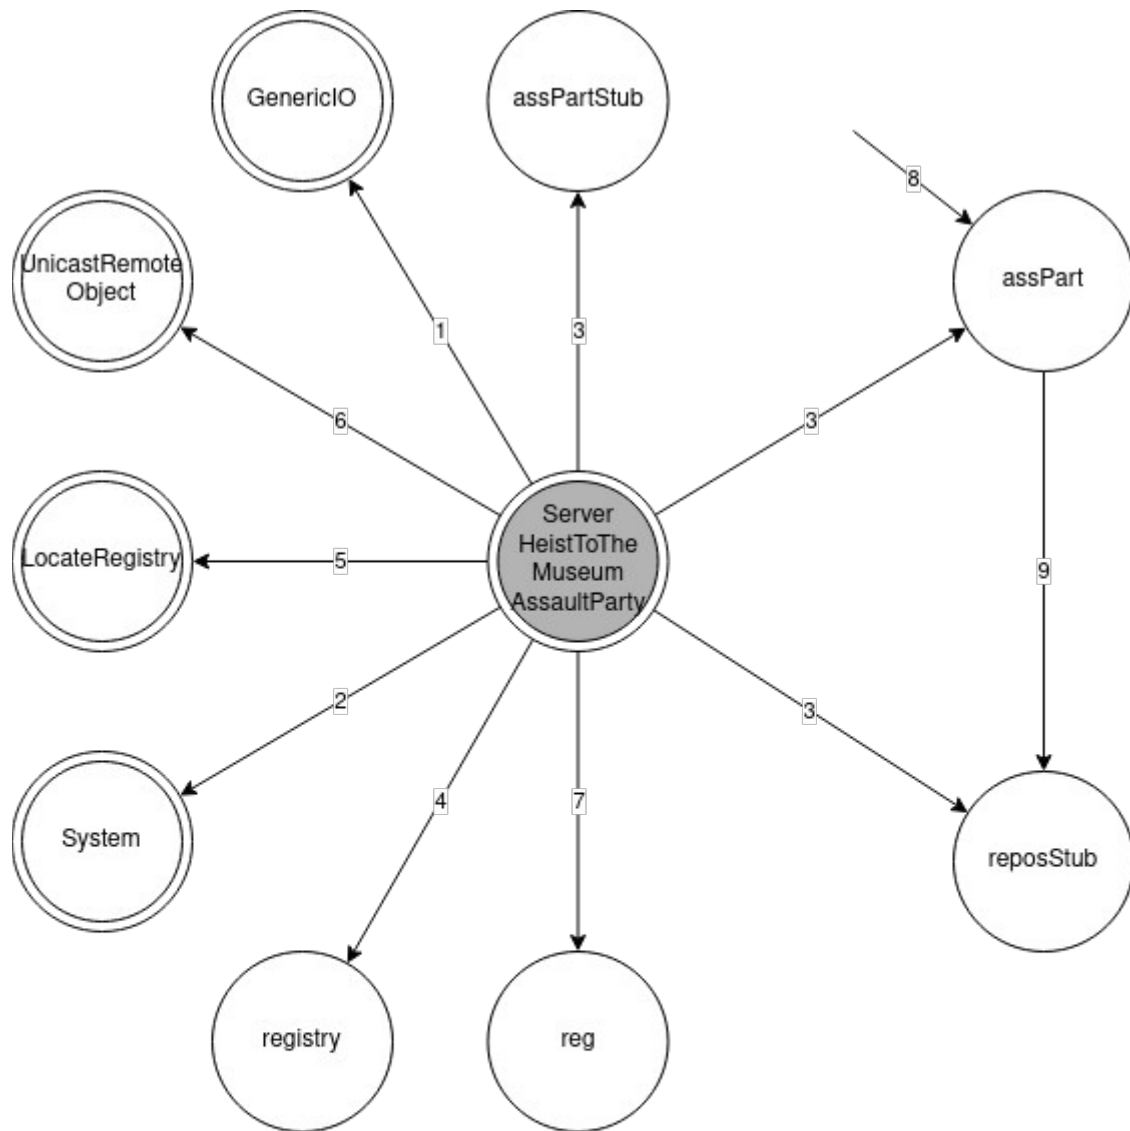 GenericIO
assPartStub
8
UnicastRemote
Object
assPart
1
3
6
3
Server
HeistToThe
Museum
AssaultParty
LocateRegistry
5
9
2
3
4
7
System
reposStub
registry
reg